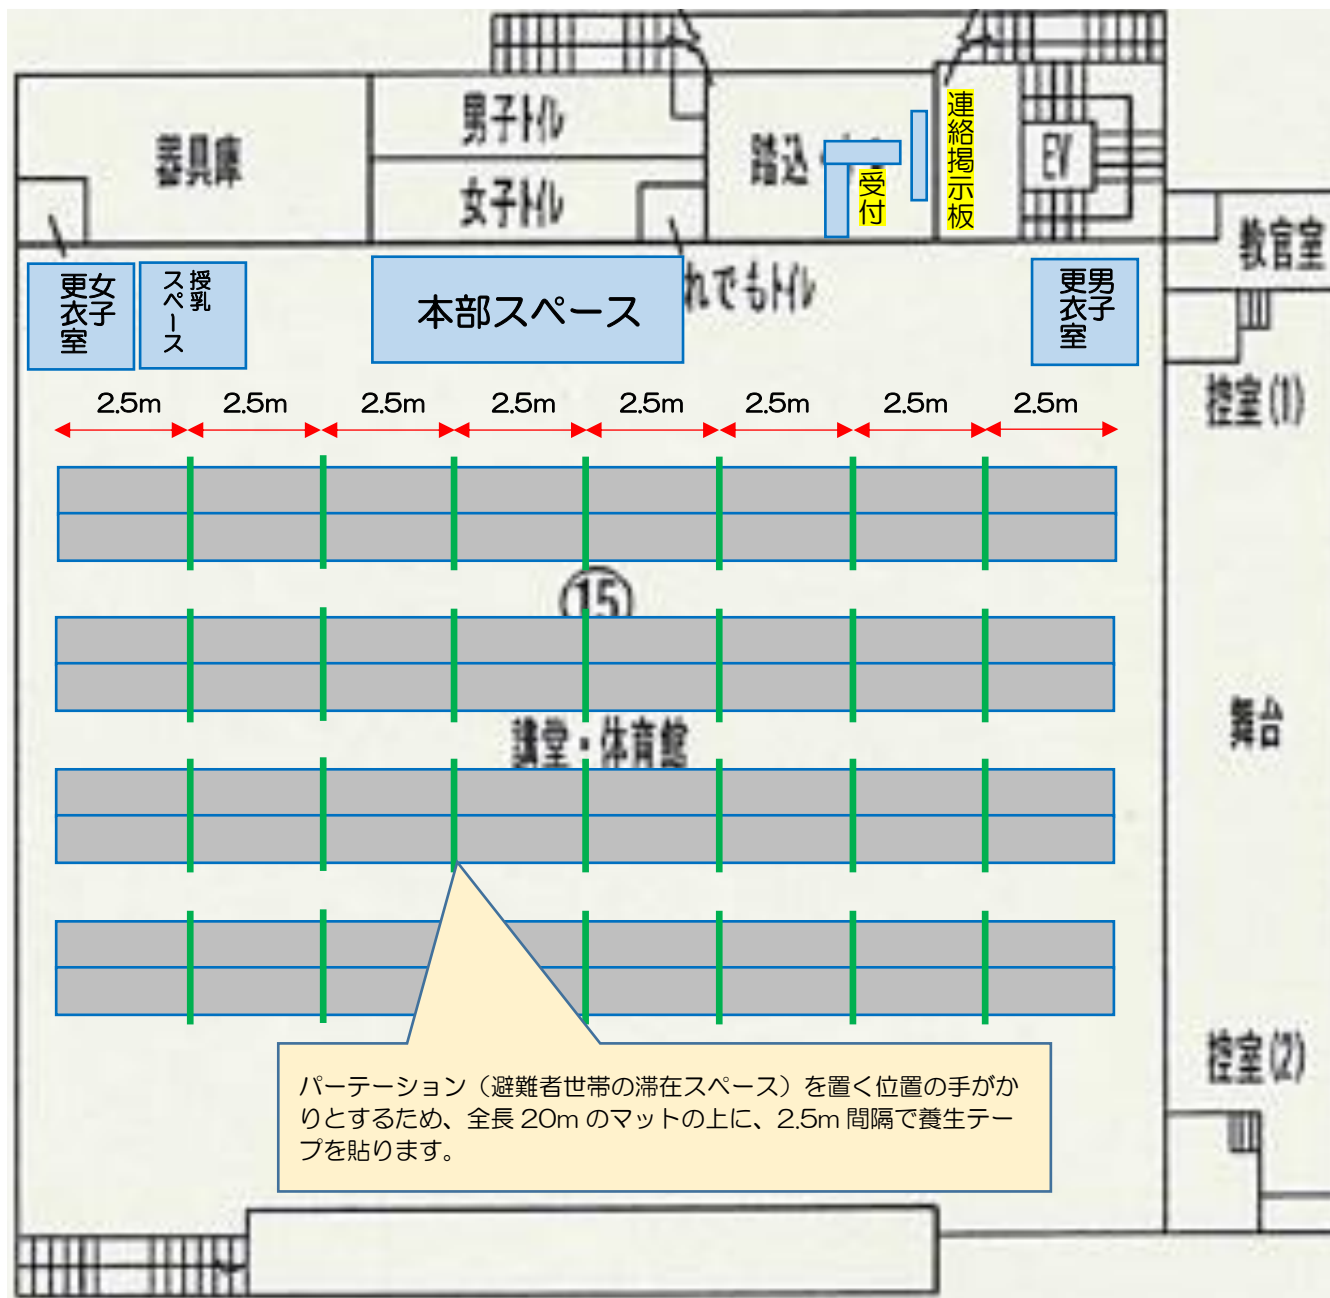 器具庫
男子トイレ
女子トイレ
踏込
受付
連絡掲示板
EV
教官室
女子更衣室
授乳スペース
本部スペース
れでもトイレ
男子更衣室
控室(1)
2.5m 2.5m 2.5m 2.5m 2.5m 2.5m 2.5m 2.5m
15
講堂・体育館
舞台
控室(2)
パーテーション（避難者世帯の滞在スペース）を置く位置の手がか
りとするため、全長 20m のマットの上に、2.5m 間隔で養生テー
プを貼ります。